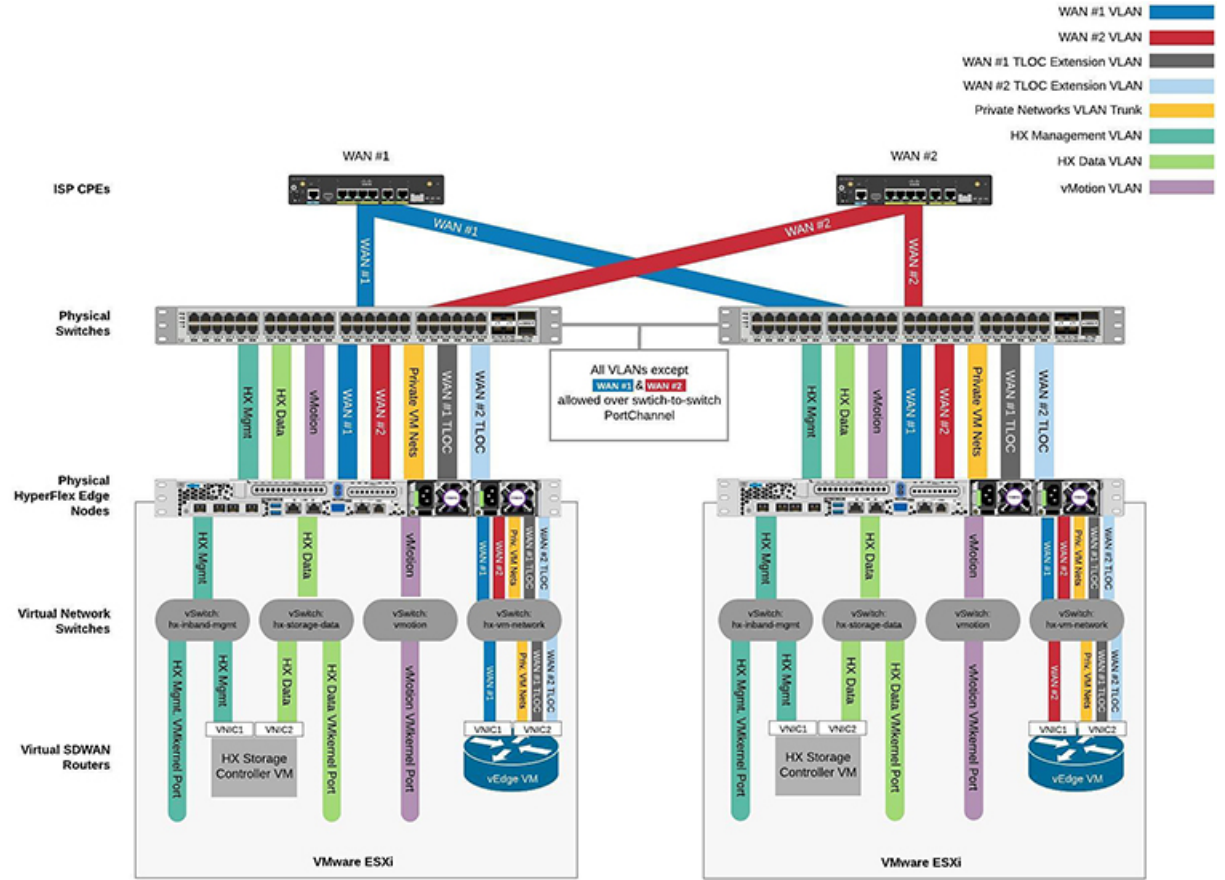 WAN #1 VLAN
WAN #2 VLAN
WAN #1 TLOC Extension VLAN
WAN #2 TLOC Extension VLAN
Private Networks VLAN Trunk
HX Management VLAN
HX Data VLAN
vMotion VLAN
WAN #1
WAN #2
ISP CPEs
WAN #1
WAN #2
WAN #1
WAN #2
Physical
Switches
All VLANs except
WAN #1 & WAN #2
allowed over swtich-to-switch
PortChannel
HX Mgmt
HX Data
vMotion
WAN #1
WAN #2
Private VM Nets
WAN #1 TLOC
WAN #2 TLOC
HX Mgmt
HX Data
vMotion
WAN #1
WAN #2
Private VM Nets
WAN #1 TLOC
WAN #2 TLOC
Physical
HyperFlex Edge
Nodes
HX Mgmt
HX Data
vMotion
WAN #1
WAN #2
Priv. VM Nets
WAN #1 TLOC
WAN #2 TLOC
HX Mgmt
HX Data
vMotion
WAN #1
WAN #2
Priv. VM Nets
WAN #1 TLOC
WAN #2 TLOC
Virtual Network
Switches
vSwitch:
hx-inband-mgmt
vSwitch:
hx-storage-data
vSwitch:
vmotion
vSwitch:
hx-vm-network
vSwitch:
hx-inband-mgmt
vSwitch:
hx-storage-data
vSwitch:
vmotion
vSwitch:
hx-vm-network
HX Mgmt. VMkernel Port
HX Mgmt
HX Data
HX Data VMkernel Port
vMotion VMkernel Port
WAN #1
Priv. VM Nets
WAN #1 TLOC
WAN #2 TLOC
HX Mgmt. VMkernel Port
HX Mgmt
HX Data
HX Data VMkernel Port
vMotion VMkernel Port
WAN #2
Priv. VM Nets
WAN #1 TLOC
WAN #2 TLOC
Virtual SDWAN
Routers
VNIC1
VNIC2
HX Storage
Controller VM
VNIC1
VNIC2
vEdge VM
VNIC1
VNIC2
HX Storage
Controller VM
VNIC1
VNIC2
vEdge VM
VMware ESXi
VMware ESXi